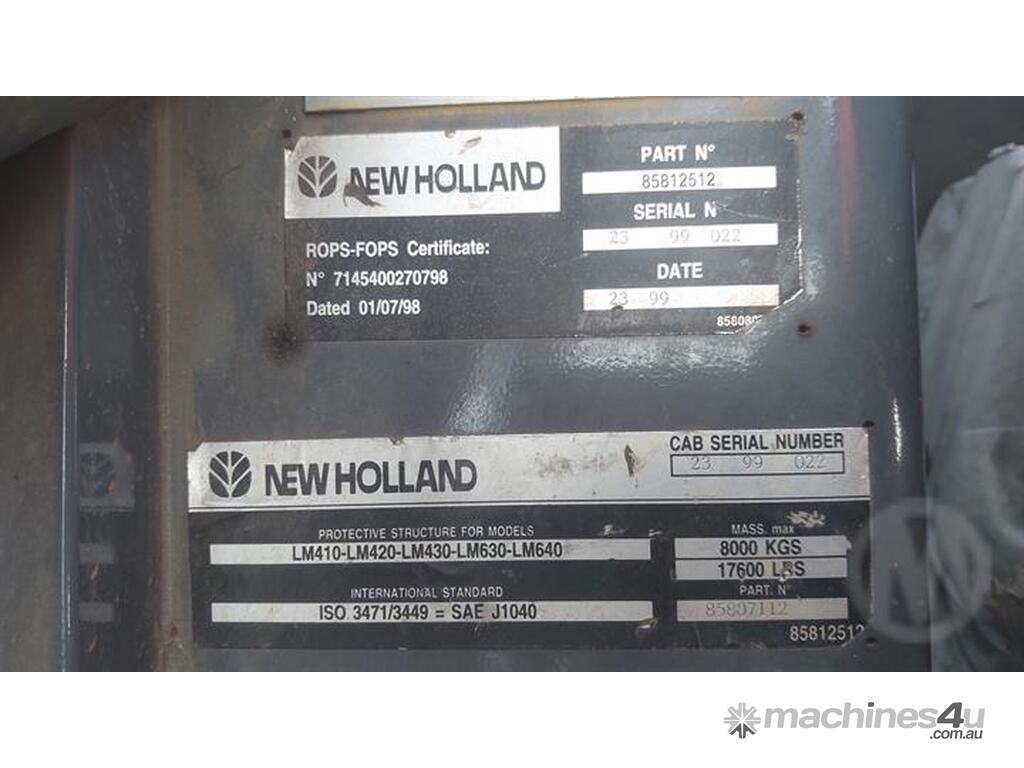 NEW HOLLAND
PART N°
85812512
SERIAL N
23 99 022
DATE
23 99
ROPS-FOPS Certificate:
N° 7145400270798
Dated 01/07/98
NEW HOLLAND
CAB SERIAL NUMBER
23 99 022
PROTECTIVE STRUCTURE FOR MODELS
LM410-LM420-LM430-LM630-LM640
MASS. max
8000 KGS
17600 LBS
INTERNATIONAL STANDARD
ISO 3471/3449 = SAE J1040
PART. N°
85807112
85812512
M
machines4u
.com.au